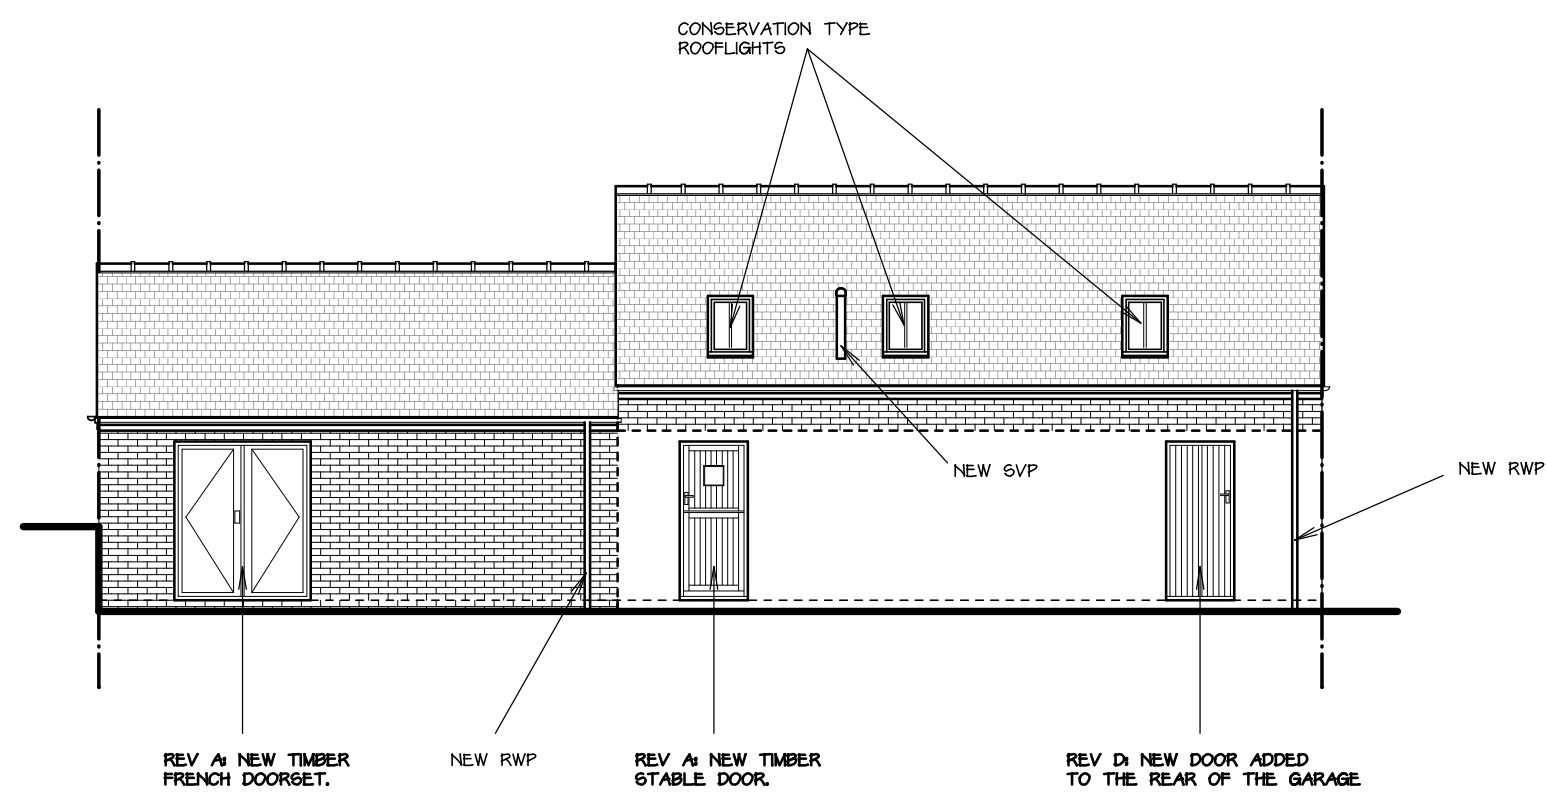 CONSERVATION TYPE
ROOFLIGHTS
NEW SVP
NEW RWP
REV A: NEW TIMBER
FRENCH DOORSET.
NEW RWP
REV A: NEW TIMBER
STABLE DOOR.
REV D: NEW DOOR ADDED
TO THE REAR OF THE GARAGE